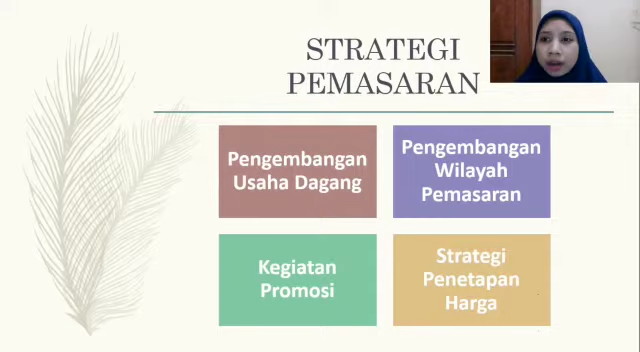 STRATEGI
PEMASARAN
Pengembangan
Usaha Dagang
Pengembangan
Wilayah
Pemasaran
Kegiatan
Promosi
Strategi
Penetapan
Harga